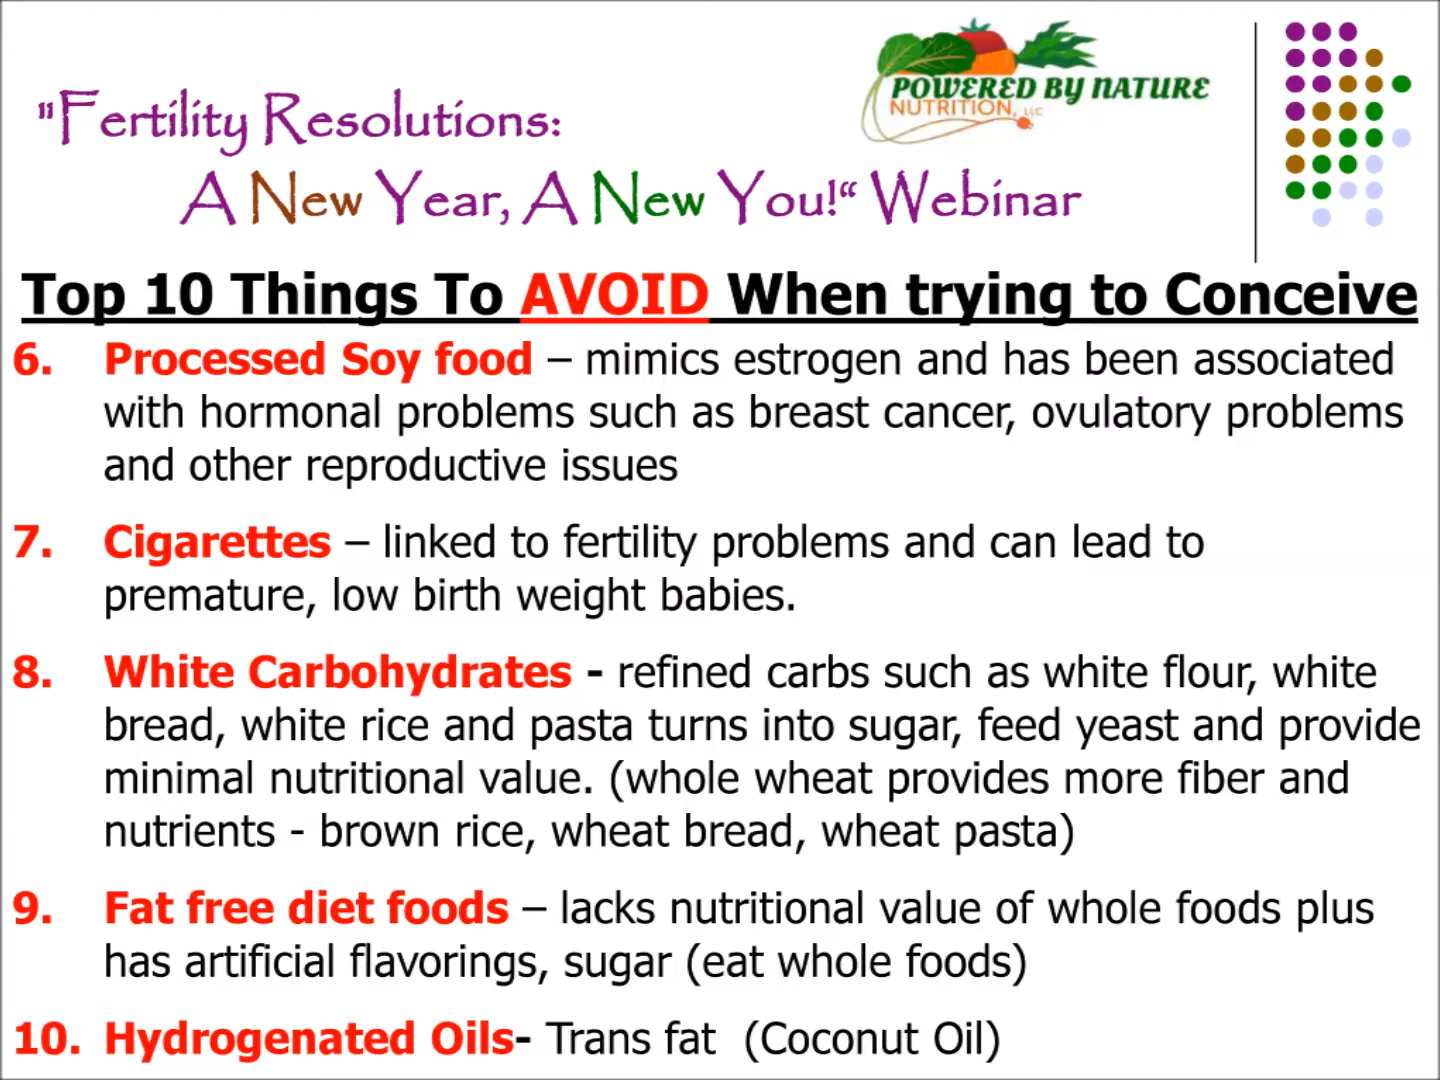 POWERED BY NATURE
NUTRITION, LLC
"Fertility Resolutions:
A New Year, A New You!“ Webinar
Top 10 Things To AVOID When trying to Conceive
6. Processed Soy food – mimics estrogen and has been associated
with hormonal problems such as breast cancer, ovulatory problems
and other reproductive issues
7. Cigarettes – linked to fertility problems and can lead to
premature, low birth weight babies.
8. White Carbohydrates - refined carbs such as white flour, white
bread, white rice and pasta turns into sugar, feed yeast and provide
minimal nutritional value. (whole wheat provides more fiber and
nutrients - brown rice, wheat bread, wheat pasta)
9. Fat free diet foods – lacks nutritional value of whole foods plus
has artificial flavorings, sugar (eat whole foods)
10. Hydrogenated Oils- Trans fat (Coconut Oil)